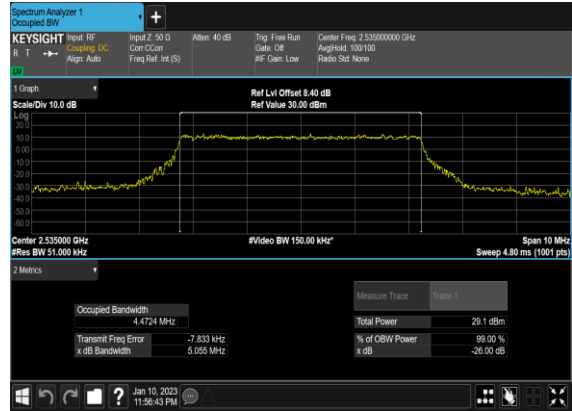 Spectrum Analyzer 1
Occupied BW
KEYSIGHT Input: RF Input Z: 50 Ω Atten: 40 dB Trig: Free Run Center Freq: 2.535000000 GHz
R T Coupling: DC Corr CCorr Gate: Off Avg|Hold: 100/100
Align: Auto Freq Ref: Int (S) #IF Gain: Low Radio Std: None
1 Graph
Ref Lvl Offset 8.40 dB
Scale/Div 10.0 dB Ref Value 30.00 dBm
Log
20.0
10.0
0.00
-10.0
-20.0
-30.0
-40.0
-50.0
-60.0
Center 2.535000 GHz #Video BW 150.00 kHz* Span 10 MHz
#Res BW 51.000 kHz Sweep 4.80 ms (1001 pts)
2 Metrics
Measure Trace Trace 1
Occupied Bandwidth
4.4724 MHz Total Power 29.1 dBm
Transmit Freq Error -7.833 kHz % of OBW Power 99.00 %
x dB Bandwidth 5.055 MHz x dB -26.00 dB
? Jan 10, 2023
11:56:43 PM